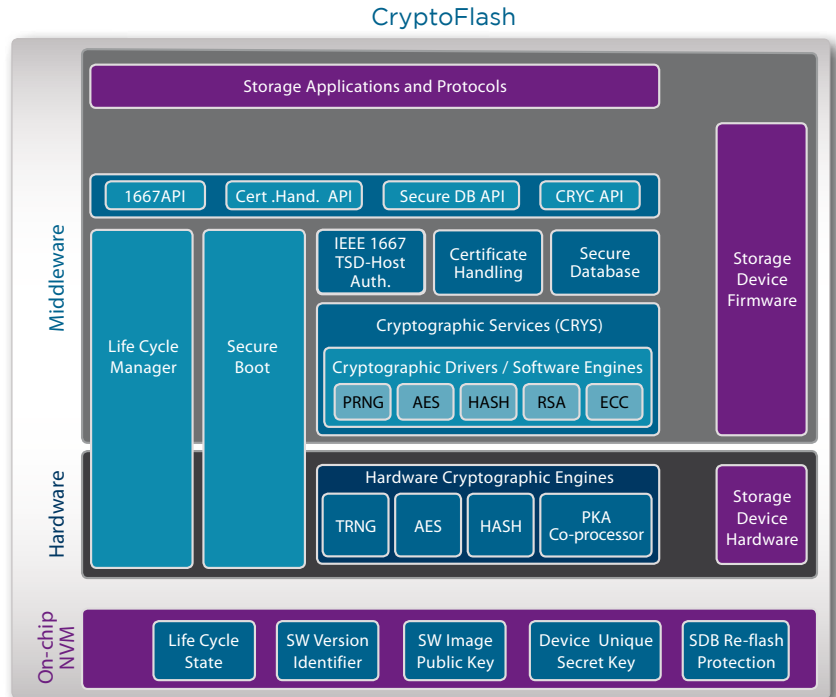 CryptoFlash
Storage Applications and Protocols
1667API
Cert .Hand. API
Secure DB API
CRYC API
Middleware
Life Cycle
Manager
Secure
Boot
IEEE 1667
TSD-Host
Auth.
Certificate
Handling
Secure
Database
Storage
Device
Firmware
Cryptographic Services (CRYS)
Cryptographic Drivers / Software Engines
PRNG
AES
HASH
RSA
ECC
Hardware
Hardware Cryptographic Engines
TRNG
AES
HASH
PKA
Co-processor
Storage
Device
Hardware
On-chip
NVM
Life Cycle
State
SW Version
Identifier
SW Image
Public Key
Device Unique
Secret Key
SDB Re-flash
Protection